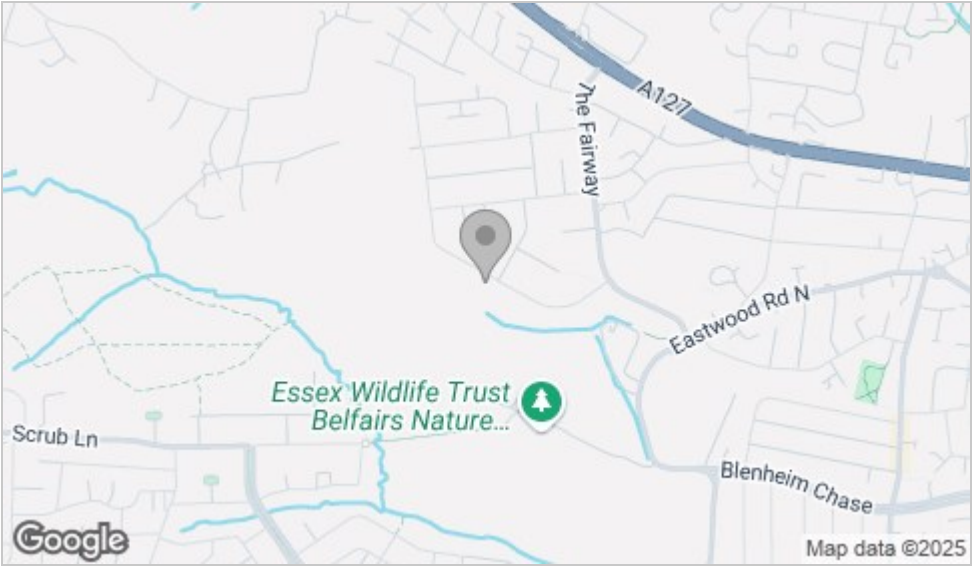 A127
The Fairway
Eastwood Rd N
Essex Wildlife Trust
Belfairs Nature...
Scrub Ln
Blenheim Chase
Google
Map data ©2025